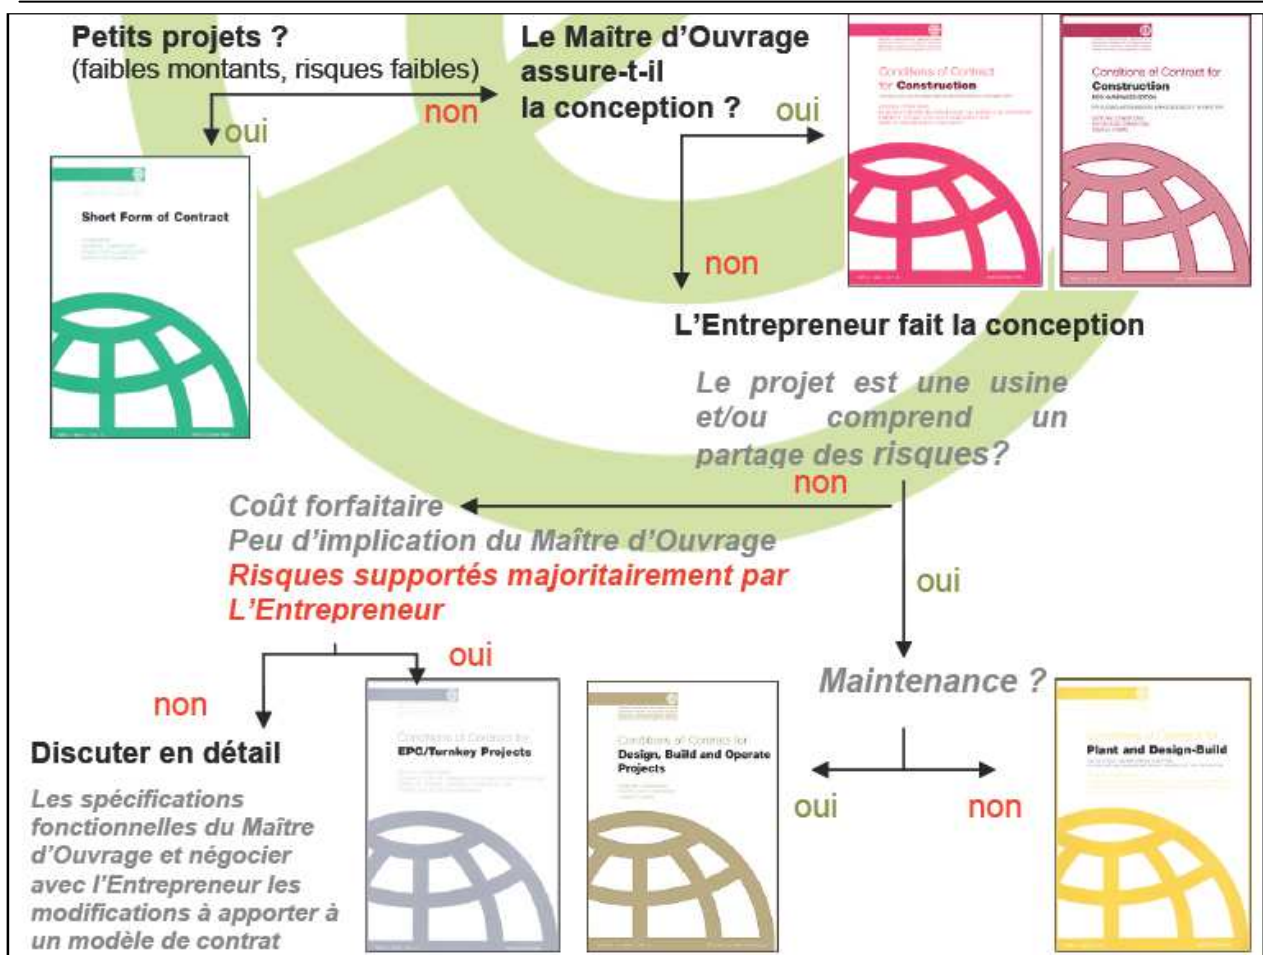 Petits projets ?
(faibles montants, risques faibles)
non
oui
Le Maître d’Ouvrage
assure-t-il
la conception ?
oui
non
Conditions of Contract
for Construction
Conditions of Contract for
Construction
Short Form of Contract
L’Entrepreneur fait la conception
Le projet est une usine
et/ou comprend un
partage des risques?
non
oui
Coût forfaitaire
Peu d’implication du Maître d’Ouvrage
Risques supportés majoritairement par
L’Entrepreneur
oui
non
Discuter en détail
Les spécifications
fonctionnelles du Maître
d’Ouvrage et négocier
avec l’Entrepreneur les
modifications à apporter à
un modèle de contrat
Conditions of Contract for
EPC/Turnkey Projects
Conditions of Contract for
Design, Build and Operate
Projects
Maintenance ?
oui
non
Conditions of Contract for
Plant and Design-Build